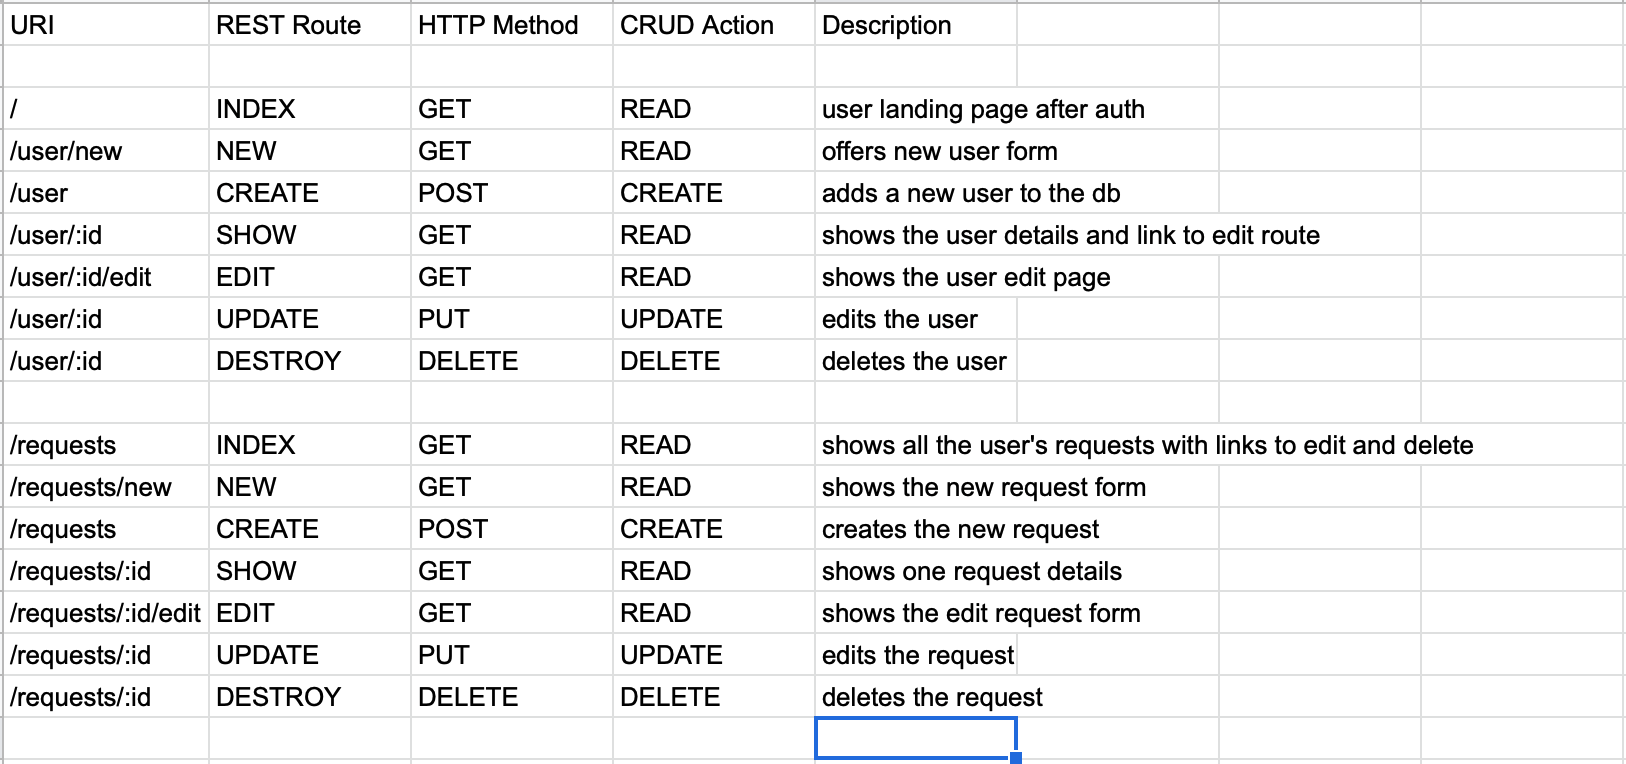 URI REST Route HTTP Method CRUD Action Description
/ INDEX GET READ user landing page after auth
/user/new NEW GET READ offers new user form
/user CREATE POST CREATE adds a new user to the db
/user/:id SHOW GET READ shows the user details and link to edit route
/user/:id/edit EDIT GET READ shows the user edit page
/user/:id UPDATE PUT UPDATE edits the user
/user/:id DESTROY DELETE DELETE deletes the user
/requests INDEX GET READ shows all the user's requests with links to edit and delete
/requests/new NEW GET READ shows the new request form
/requests CREATE POST CREATE creates the new request
/requests/:id SHOW GET READ shows one request details
/requests/:id/edit EDIT GET READ shows the edit request form
/requests/:id UPDATE PUT UPDATE edits the request
/requests/:id DESTROY DELETE DELETE deletes the request